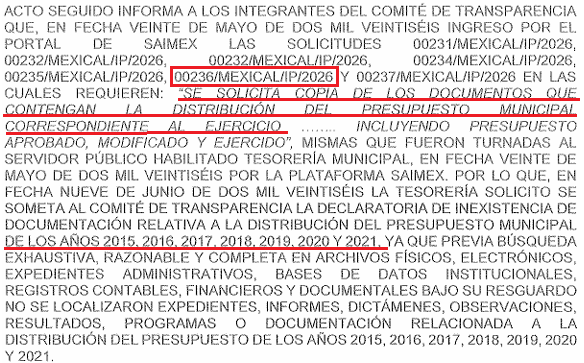 ACTO SEGUIDO INFORMA A LOS INTEGRANTES DEL COMITÉ DE TRANSPARENCIA
QUE, EN FECHA VEINTE DE MAYO DE DOS MIL VEINTISÉIS INGRESO POR EL
PORTAL DE SAIMEX LAS SOLICITUDES 00231/MEXICAL/IP/2026,
00232/MEXICAL/IP/2026, 00232/MEXICAL/IP/2026, 00234/MEXICAL/IP/2026,
00235/MEXICAL/IP/2026, 00236/MEXICAL/IP/2026 Y 00237/MEXICAL/IP/2026 EN LAS
CUALES REQUIEREN: "SE SOLICITA COPIA DE LOS DOCUMENTOS QUE
CONTENGAN LA DISTRIBUCIÓN DEL PRESUPUESTO MUNICIPAL
CORRESPONDIENTE AL EJERCICIO ........ INCLUYENDO PRESUPUESTO
APROBADO, MODIFICADO Y EJERCIDO", MISMAS QUE FUERON TURNADAS AL
SERVIDOR PÚBLICO HABILITADO TESORERÍA MUNICIPAL, EN FECHA VEINTE DE
MAYO DE DOS MIL VEINTISÉIS POR LA PLATAFORMA SAIMEX. POR LO QUE, EN
FECHA NUEVE DE JUNIO DE DOS MIL VEINTISÉIS LA TESORERÍA SOLICITO SE
SOMETA AL COMITÉ DE TRANSPARENCIA LA DECLARATORIA DE INEXISTENCIA DE
DOCUMENTACIÓN RELATIVA A LA DISTRIBUCIÓN DEL PRESUPUESTO MUNICIPAL
DE LOS AÑOS 2015, 2016, 2017, 2018, 2019, 2020 Y 2021, YA QUE PREVIA BÚSQUEDA
EXHAUSTIVA, RAZONABLE Y COMPLETA EN ARCHIVOS FÍSICOS, ELECTRÓNICOS,
EXPEDIENTES ADMINISTRATIVOS, BASES DE DATOS INSTITUCIONALES,
REGISTROS CONTABLES, FINANCIEROS Y DOCUMENTALES BAJO SU RESGUARDO
NO SE LOCALIZARON EXPEDIENTES, INFORMES, DICTÁMENES, OBSERVACIONES,
RESULTADOS, PROGRAMAS O DOCUMENTACIÓN RELACIONADA A LA
DISTRIBUCIÓN DEL PRESUPUESTO DE LOS AÑOS 2015, 2016, 2017, 2018, 2019, 2020
Y 2021.